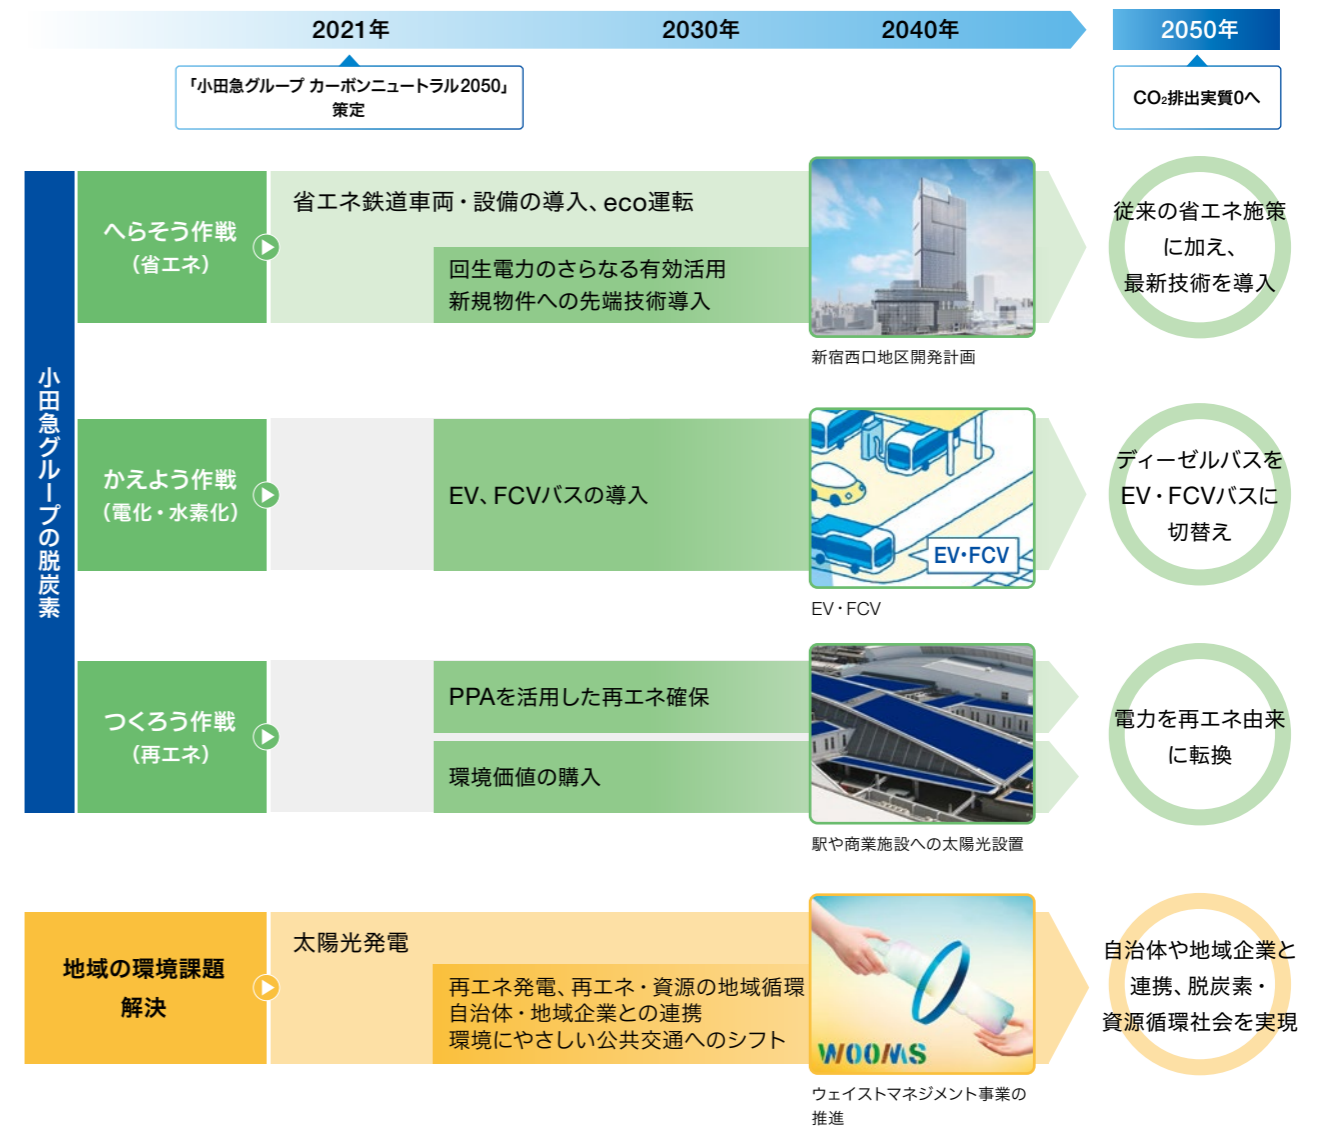 2021年
2030年
2040年
2050年
「小田急グループ カーボンニュートラル2050」
策定
CO₂排出実質0へ
小田急グループの脱炭素
へらそう作戦
（省エネ）
省エネ鉄道車両・設備の導入、eco運転
回生電力のさらなる有効活用
新規物件への先端技術導入
新宿西口地区開発計画
従来の省エネ施策
に加え、
最新技術を導入
かえよう作戦
（電化・水素化）
EV、FCVバスの導入
EV・FCV
EV・FCV
ディーゼルバスを
EV・FCVバスに
切替え
つくろう作戦
（再エネ）
PPAを活用した再エネ確保
環境価値の購入
駅や商業施設への太陽光設置
電力を再エネ由来
に転換
地域の環境課題
解決
太陽光発電
再エネ発電、再エネ・資源の地域循環
自治体・地域企業との連携
環境にやさしい公共交通へのシフト
WOOMS
ウェイストマネジメント事業の
推進
自治体や地域企業と
連携、脱炭素・
資源循環社会を実現